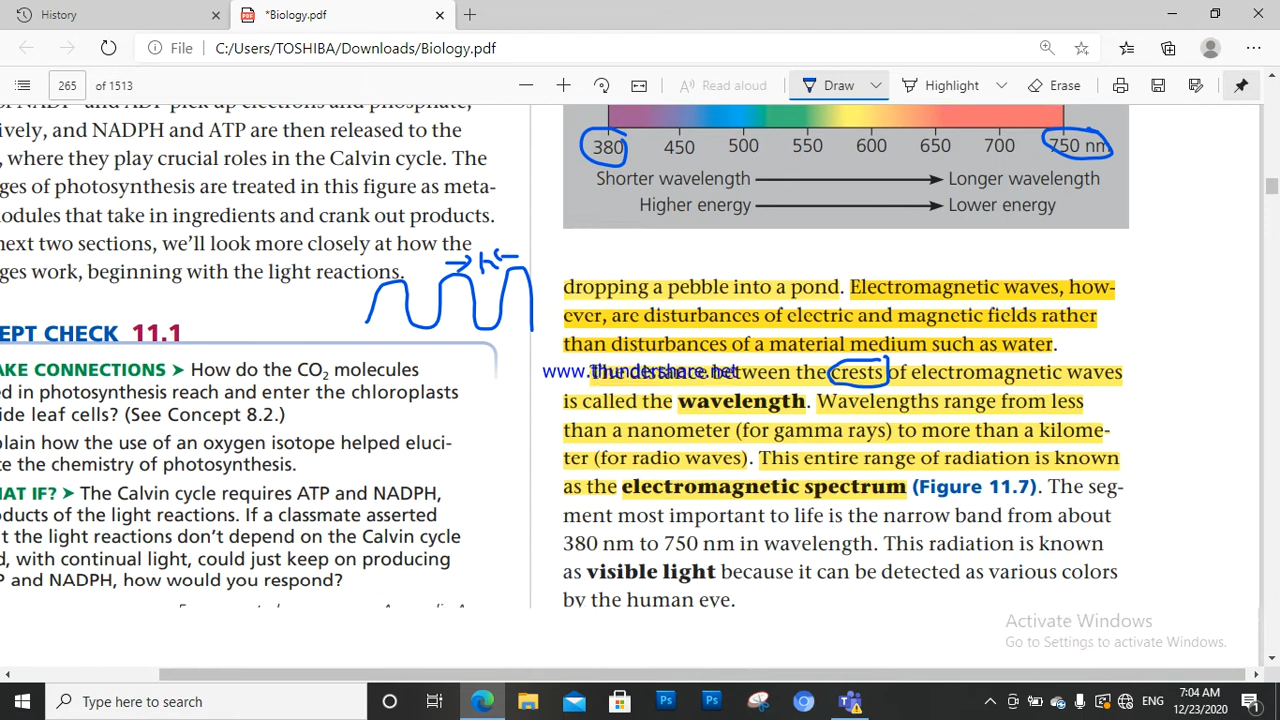 History
*Biology.pdf
File
C:/Users/TOSHIBA/Downloads/Biology.pdf
265 of 1513
Read aloud
Draw
Highlight
Erase
and ADP pick up electrons and phosphate,
ively, and NADPH and ATP are then released to the
, where they play crucial roles in the Calvin cycle. The
ges of photosynthesis are treated in this figure as meta-
nodules that take in ingredients and crank out products.
next two sections, we'll look more closely at how the
ges work, beginning with the light reactions.
EPT CHECK 11.1
AKE CONNECTIONS > How do the CO2 molecules
ed in photosynthesis reach and enter the chloroplasts
ide leaf cells? (See Concept 8.2.)
plain how the use of an oxygen isotope helped eluci-
te the chemistry of photosynthesis.
HAT IF? > The Calvin cycle requires ATP and NADPH,
oducts of the light reactions. If a classmate asserted
t the light reactions don't depend on the Calvin cycle
d, with continual light, could just keep on producing
P and NADPH, how would you respond?
380 450 500 550 600 650 700 750 nm
Shorter wavelength Longer wavelength
Higher energy Lower energy
dropping a pebble into a pond. Electromagnetic waves, how-
ever, are disturbances of electric and magnetic fields rather
than disturbances of a material medium such as water.
www.thundershare.net
The distance between the crests of electromagnetic waves
is called the wavelength. Wavelengths range from less
than a nanometer (for gamma rays) to more than a kilome-
ter (for radio waves). This entire range of radiation is known
as the electromagnetic spectrum (Figure 11.7). The seg-
ment most important to life is the narrow band from about
380 nm to 750 nm in wavelength. This radiation is known
as visible light because it can be detected as various colors
by the human eye.
Activate Windows
Go to Settings to activate Windows.
Type here to search
ENG
7:04 AM
12/23/2020